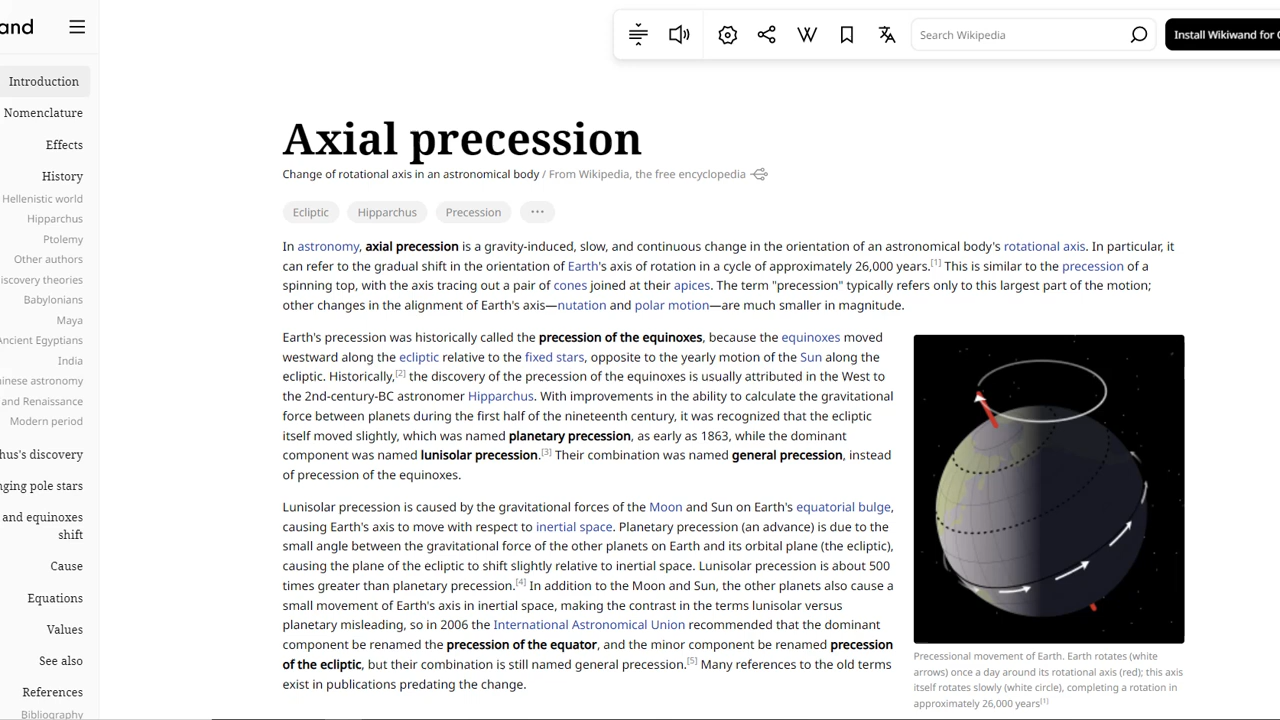 and
Search Wikipedia
Install Wikiwand for
Introduction
Nomenclature
Effects
History
Hellenistic world
Hipparchus
Ptolemy
Other authors
theories
Babylonians
Maya
Egyptians
India
astronomy
and Renaissance
Modern period
discovery
pole stars
and equinoxes
shift
Cause
Equations
Values
See also
References
Bibliography
Axial precession
Change of rotational axis in an astronomical body / From Wikipedia, the free encyclopedia
Ecliptic Hipparchus Precession ···
In astronomy, axial precession is a gravity-induced, slow, and continuous change in the orientation of an astronomical body's rotational axis. In particular, it
can refer to the gradual shift in the orientation of Earth's axis of rotation in a cycle of approximately 26,000 years.[1] This is similar to the precession of a
spinning top, with the axis tracing out a pair of cones joined at their apices. The term "precession" typically refers only to this largest part of the motion;
other changes in the alignment of Earth's axis—nutation and polar motion—are much smaller in magnitude.
Earth's precession was historically called the precession of the equinoxes, because the equinoxes moved
westward along the ecliptic relative to the fixed stars, opposite to the yearly motion of the Sun along the
ecliptic. Historically,[2] the discovery of the precession of the equinoxes is usually attributed in the West to
the 2nd-century-BC astronomer Hipparchus. With improvements in the ability to calculate the gravitational
force between planets during the first half of the nineteenth century, it was recognized that the ecliptic
itself moved slightly, which was named planetary precession, as early as 1863, while the dominant
component was named lunisolar precession.[3] Their combination was named general precession, instead
of precession of the equinoxes.
Lunisolar precession is caused by the gravitational forces of the Moon and Sun on Earth's equatorial bulge,
causing Earth's axis to move with respect to inertial space. Planetary precession (an advance) is due to the
small angle between the gravitational force of the other planets on Earth and its orbital plane (the ecliptic),
causing the plane of the ecliptic to shift slightly relative to inertial space. Lunisolar precession is about 500
times greater than planetary precession.[4] In addition to the Moon and Sun, the other planets also cause a
small movement of Earth's axis in inertial space, making the contrast in the terms lunisolar versus
planetary misleading, so in 2006 the International Astronomical Union recommended that the dominant
component be renamed the precession of the equator, and the minor component be renamed precession
of the ecliptic, but their combination is still named general precession.[5] Many references to the old terms
exist in publications predating the change.
Precessional movement of Earth. Earth rotates (white
arrows) once a day around its rotational axis (red); this axis
itself rotates slowly (white circle), completing a rotation in
approximately 26,000 years[1]